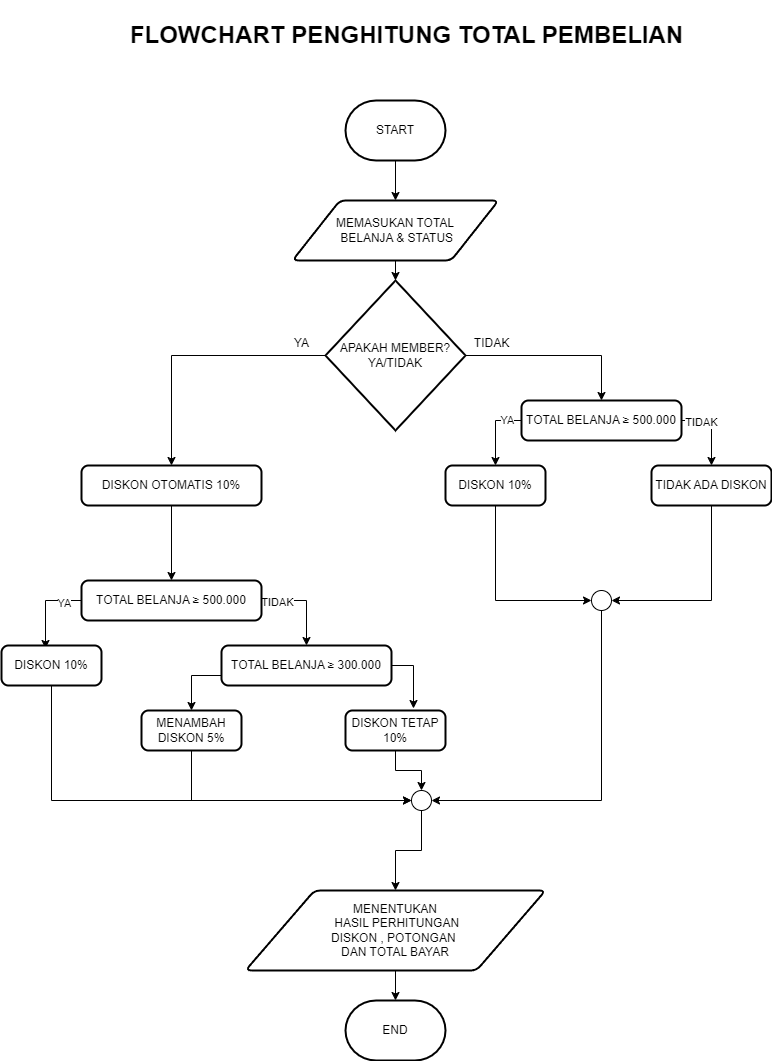 FLOWCHART PENGHITUNG TOTAL PEMBELIAN
START
MEMASUKAN TOTAL
BELANJA & STATUS
APAKAH MEMBER?
YA/TIDAK
YA
TIDAK
TOTAL BELANJA ≥ 500.000
YA
TIDAK
DISKON OTOMATIS 10%
DISKON 10%
TIDAK ADA DISKON
TOTAL BELANJA ≥ 500.000
YA
TIDAK
DISKON 10%
TOTAL BELANJA ≥ 300.000
MENAMBAH
DISKON 5%
DISKON TETAP
10%
MENENTUKAN
HASIL PERHITUNGAN
DISKON , POTONGAN
DAN TOTAL BAYAR
END